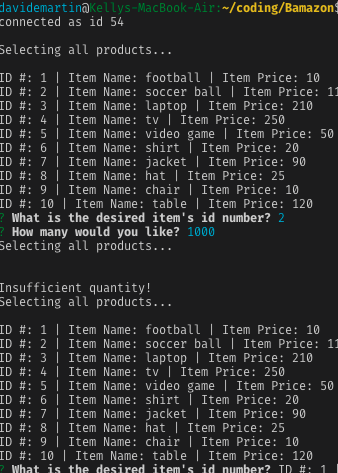 davidemartin@Kellys-MacBook-Air:~/coding/Bamazon$
connected as id 54
Selecting all products...
ID #: 1 | Item Name: football | Item Price: 10
ID #: 2 | Item Name: soccer ball | Item Price: 11
ID #: 3 | Item Name: laptop | Item Price: 210
ID #: 4 | Item Name: tv | Item Price: 250
ID #: 5 | Item Name: video game | Item Price: 50
ID #: 6 | Item Name: shirt | Item Price: 20
ID #: 7 | Item Name: jacket | Item Price: 90
ID #: 8 | Item Name: hat | Item Price: 25
ID #: 9 | Item Name: chair | Item Price: 10
ID #: 10 | Item Name: table | Item Price: 120
? What is the desired item's id number? 2
? How many would you like? 1000
Selecting all products...
Insufficient quantity!
Selecting all products...
ID #: 1 | Item Name: football | Item Price: 10
ID #: 2 | Item Name: soccer ball | Item Price: 11
ID #: 3 | Item Name: laptop | Item Price: 210
ID #: 4 | Item Name: tv | Item Price: 250
ID #: 5 | Item Name: video game | Item Price: 50
ID #: 6 | Item Name: shirt | Item Price: 20
ID #: 7 | Item Name: jacket | Item Price: 90
ID #: 8 | Item Name: hat | Item Price: 25
ID #: 9 | Item Name: chair | Item Price: 10
ID #: 10 | Item Name: table | Item Price: 120
? What is the desired item's id number? ID #: 1 |